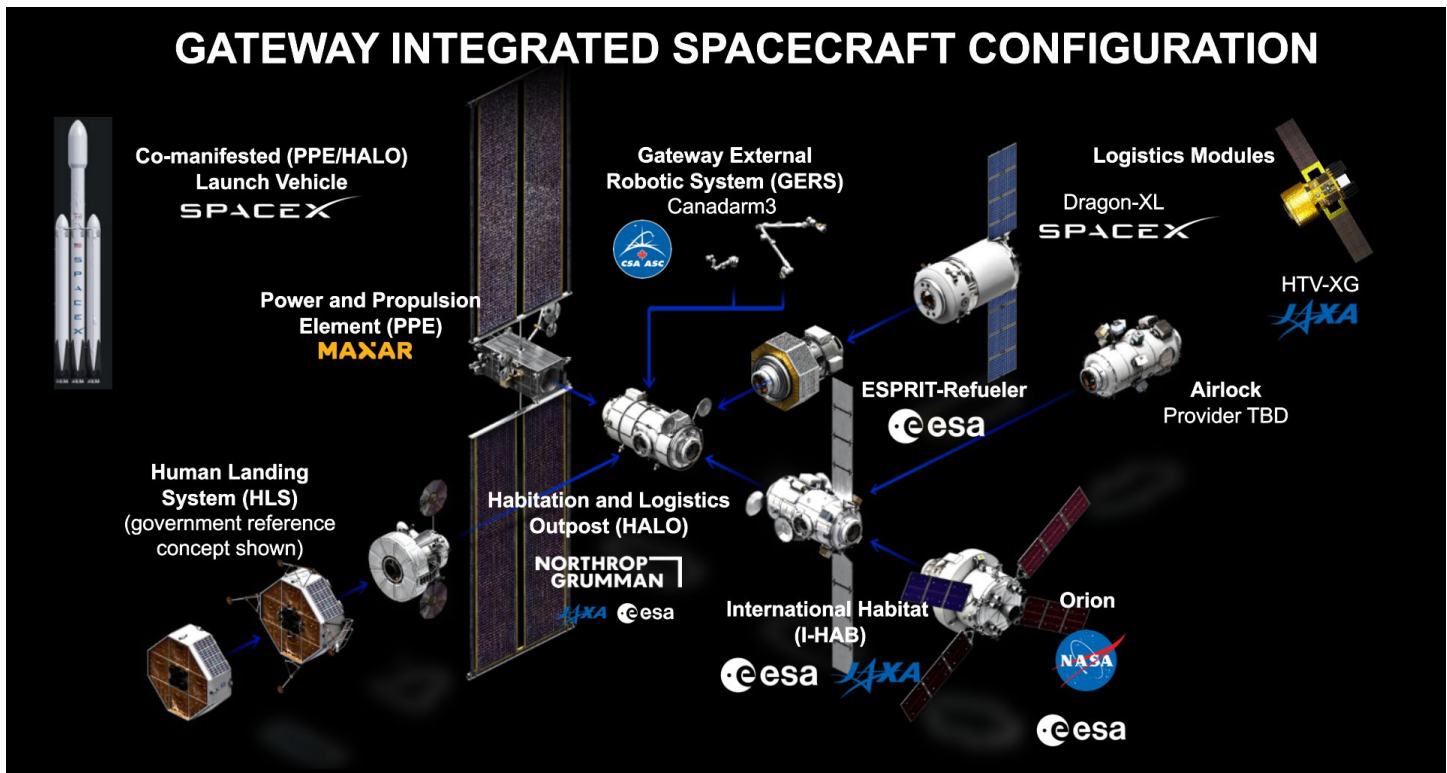 GATEWAY INTEGRATED SPACECRAFT CONFIGURATION
Co-manifested (PPE/HALO)
Launch Vehicle
SPACEX
SPACEX
Gateway External
Robotic System (GERS)
Canadarm3
CSA ASC
Logistics Modules
Dragon-XL
SPACEX
HTV-XG
JAXA
Power and Propulsion
Element (PPE)
MAXAR
ESPRIT-Refueler
esa
Airlock
Provider TBD
Human Landing
System (HLS)
(government reference
concept shown)
Habitation and Logistics
Outpost (HALO)
NORTHROP
GRUMMAN
JAXA esa
International Habitat
(I-HAB)
esa JAXA
Orion
NASA
esa